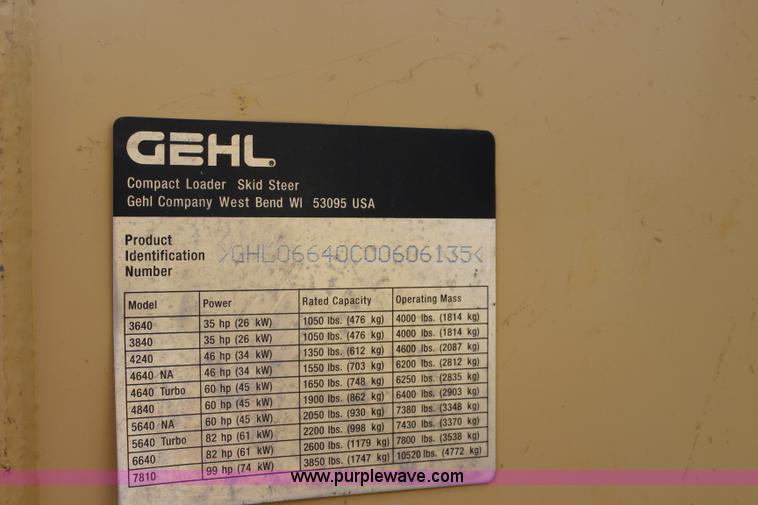 GEHL®
Compact Loader Skid Steer
Gehl Company West Bend WI 53095 USA
Product
Identification >GHL06640C00606135<
Number
Model Power Rated Capacity Operating Mass
3640 35 hp (26 kW) 1050 lbs. (476 kg) 4000 lbs. (1814 kg)
3840 35 hp (26 kW) 1050 lbs. (476 kg) 4000 lbs. (1814 kg)
4240 46 hp (34 kW) 1350 lbs. (612 kg) 4600 lbs. (2087 kg)
4640 NA 46 hp (34 kW) 1550 lbs. (703 kg) 6200 lbs. (2812 kg)
4640 Turbo 60 hp (45 kW) 1650 lbs. (748 kg) 6250 lbs. (2835 kg)
4840 60 hp (45 kW) 1900 lbs. (862 kg) 6400 lbs. (2903 kg)
5640 NA 60 hp (45 kW) 2050 lbs. (930 kg) 7380 lbs. (3348 kg)
5640 Turbo 82 hp (61 kW) 2200 lbs. (998 kg) 7430 lbs. (3370 kg)
6640 82 hp (61 kW) 2600 lbs. (1179 kg) 7800 lbs. (3538 kg)
7810 99 hp (74 kW) 3850 lbs. (1747 kg) 10520 lbs. (4772 kg)
www.purplewave.com